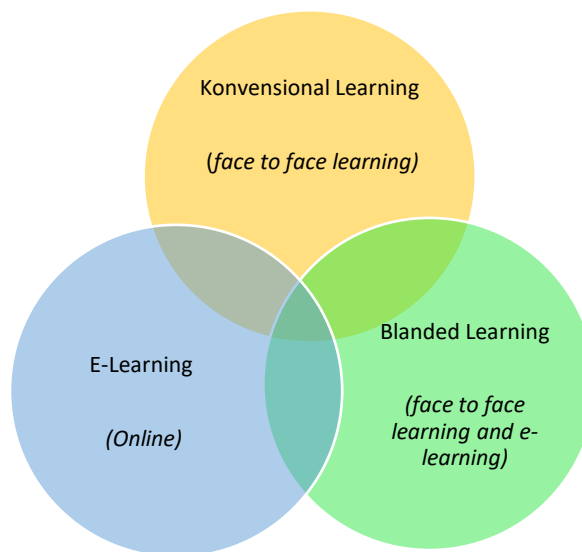 Konvensional Learning
(face to face learning)
E-Learning
(Online)
Blanded Learning
(face to face
learning and e-
learning)